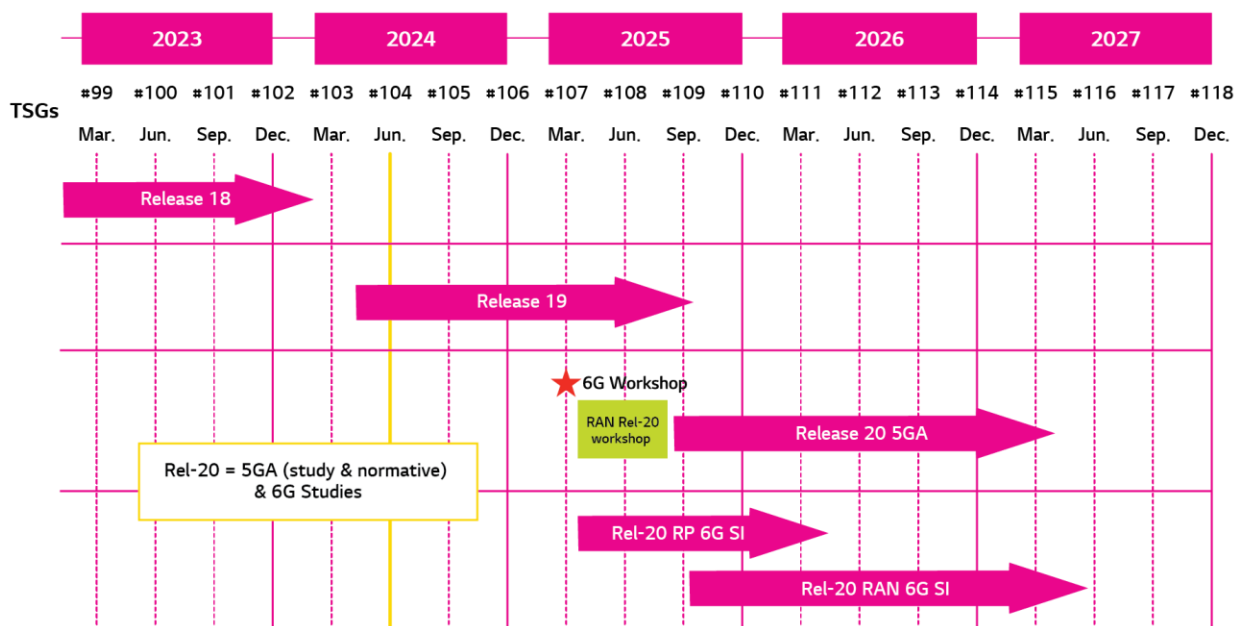 2023 2024 2025 2026 2027
TSGs
#99 #100 #101 #102 #103 #104 #105 #106 #107 #108 #109 #110 #111 #112 #113 #114 #115 #116 #117 #118
Mar. Jun. Sep. Dec. Mar. Jun. Sep. Dec. Mar. Jun. Sep. Dec. Mar. Jun. Sep. Dec. Mar. Jun. Sep. Dec.
Release 18
Release 19
6G Workshop
RAN Rel-20
workshop
Release 20 5GA
Rel-20 = 5GA (study & normative)
& 6G Studies
Rel-20 RP 6G SI
Rel-20 RAN 6G SI